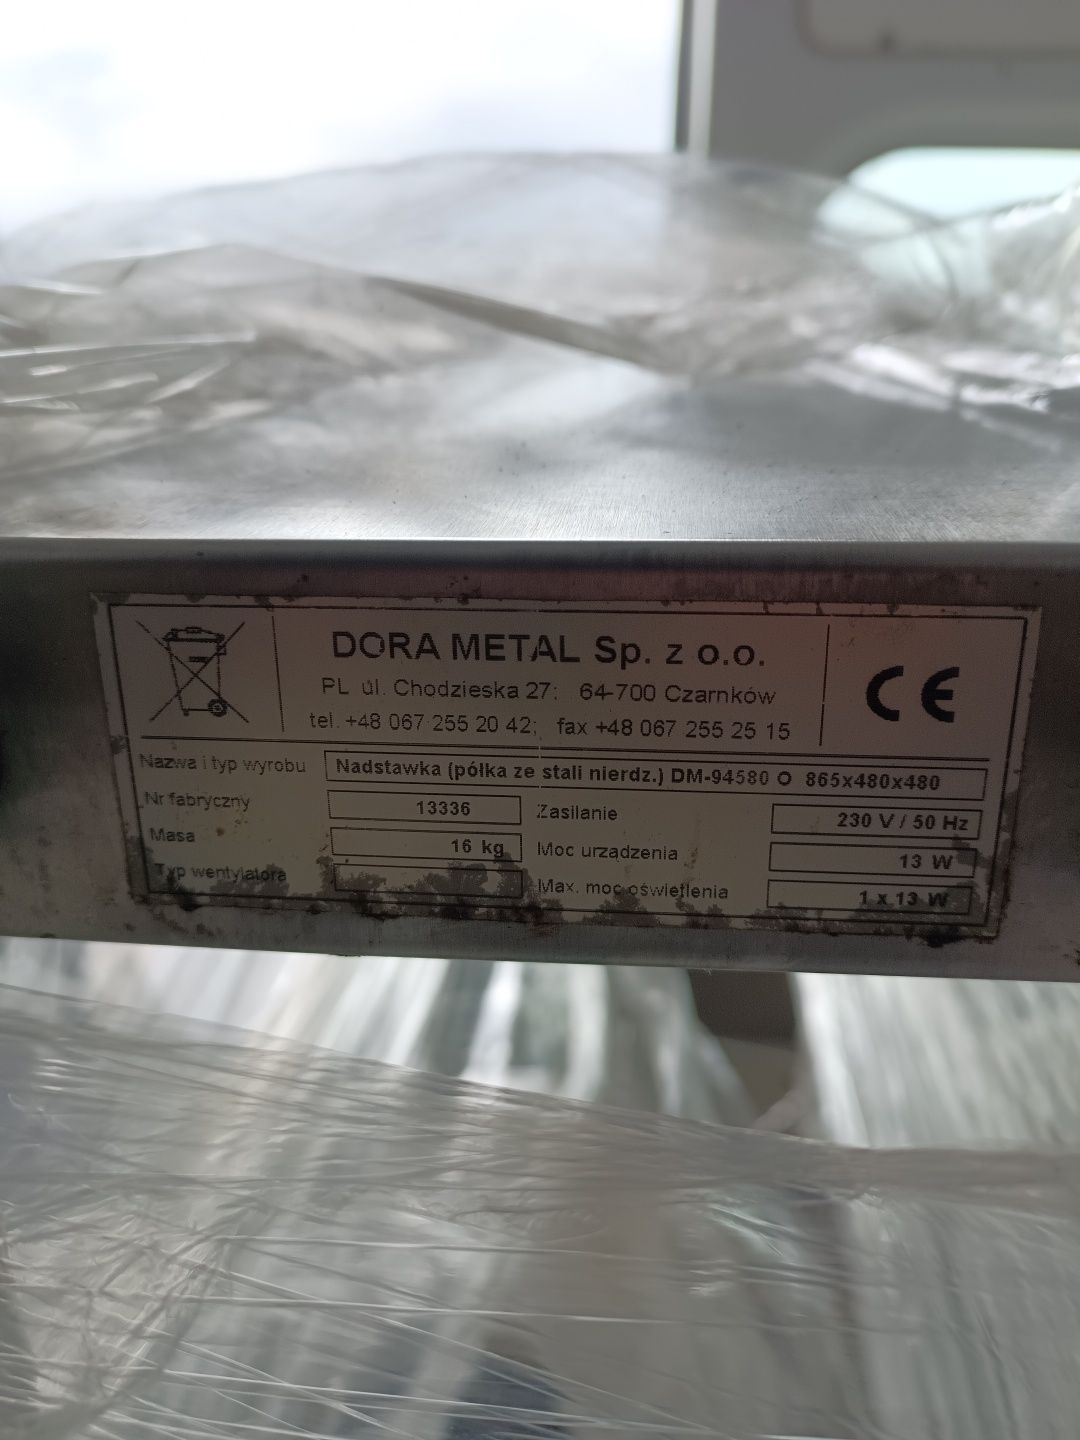 DORA METAL Sp. z o.o.
PL ul. Chodzieska 27; 64-700 Czarnków
tel. +48 067 255 20 42; fax +48 067 255 25 15
CE
Nazwa i typ wyrobu Nadstawka (półka ze stali nierdz.) DM-94580 O 865x480x480
Nr fabryczny 13336 Zasilanie 230 V / 50 Hz
Masa 16 kg Moc urządzenia 13 W
Typ wentylatora Max. moc oświetlenia 1 x 13 W